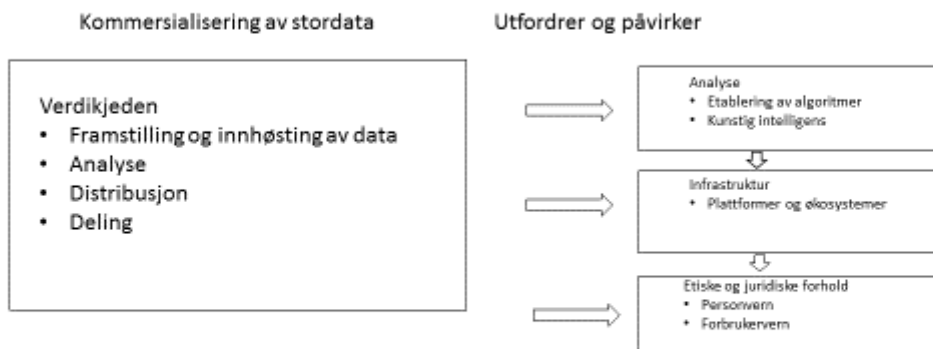 Kommersialisering av stordata
Utfordrer og påvirker
Verdikjeden
• Framstilling og innhøsting av data
• Analyse
• Distribusjon
• Deling
Analyse
• Etablering av algoritmer
• Kunstig intelligens
Infrastruktur
• Plattformer og økosystemer
Etiske og juridiske forhold
• Personvern
• Forbrukervern